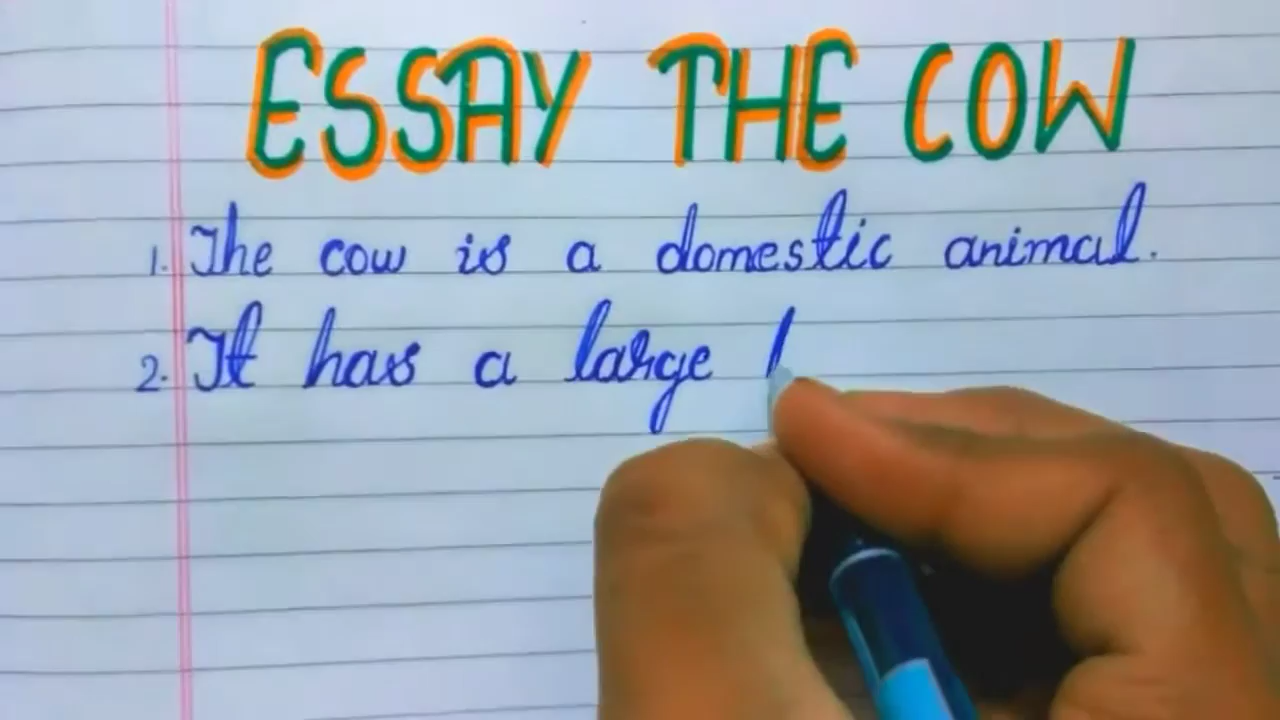 ESSAY THE COW
1. The cow is a domestic animal.
2. It has a large